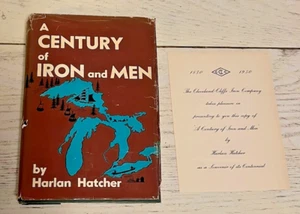 A
CENTURY
of
IRON and MEN
by
Harlan Hatcher
1850 1950
The Cleveland-Cliffs Iron Company
takes pleasure in
presenting to you this copy of
A Century of Iron and Men
by
Harlan Hatcher
as a Souvenir of its Centennial